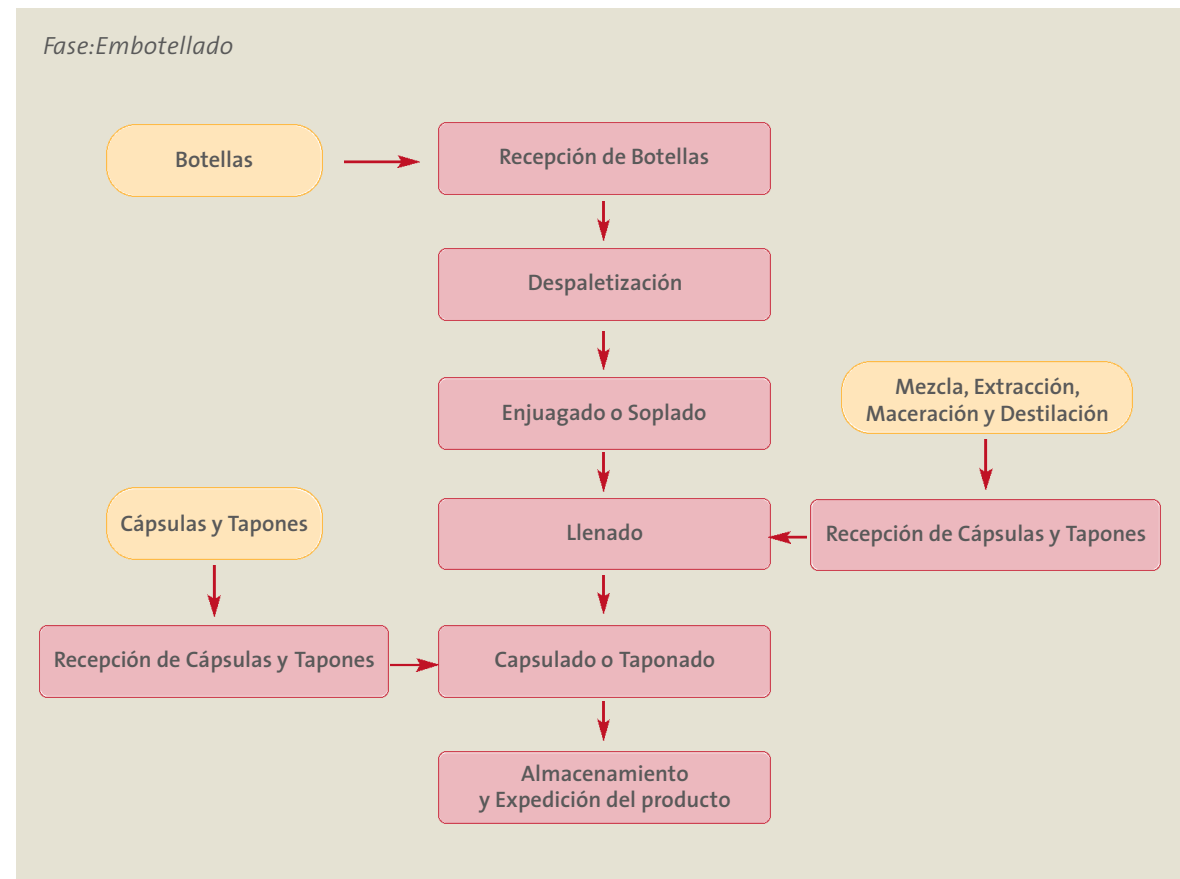 Fase:Embotellado
Botellas
Recepción de Botellas
Despaletización
Enjuagado o Soplado
Mezcla, Extracción,
Maceración y Destilación
Cápsulas y Tapones
Llenado
Recepción de Cápsulas y Tapones
Recepción de Cápsulas y Tapones
Capsulado o Taponado
Almacenamiento
y Expedición del producto